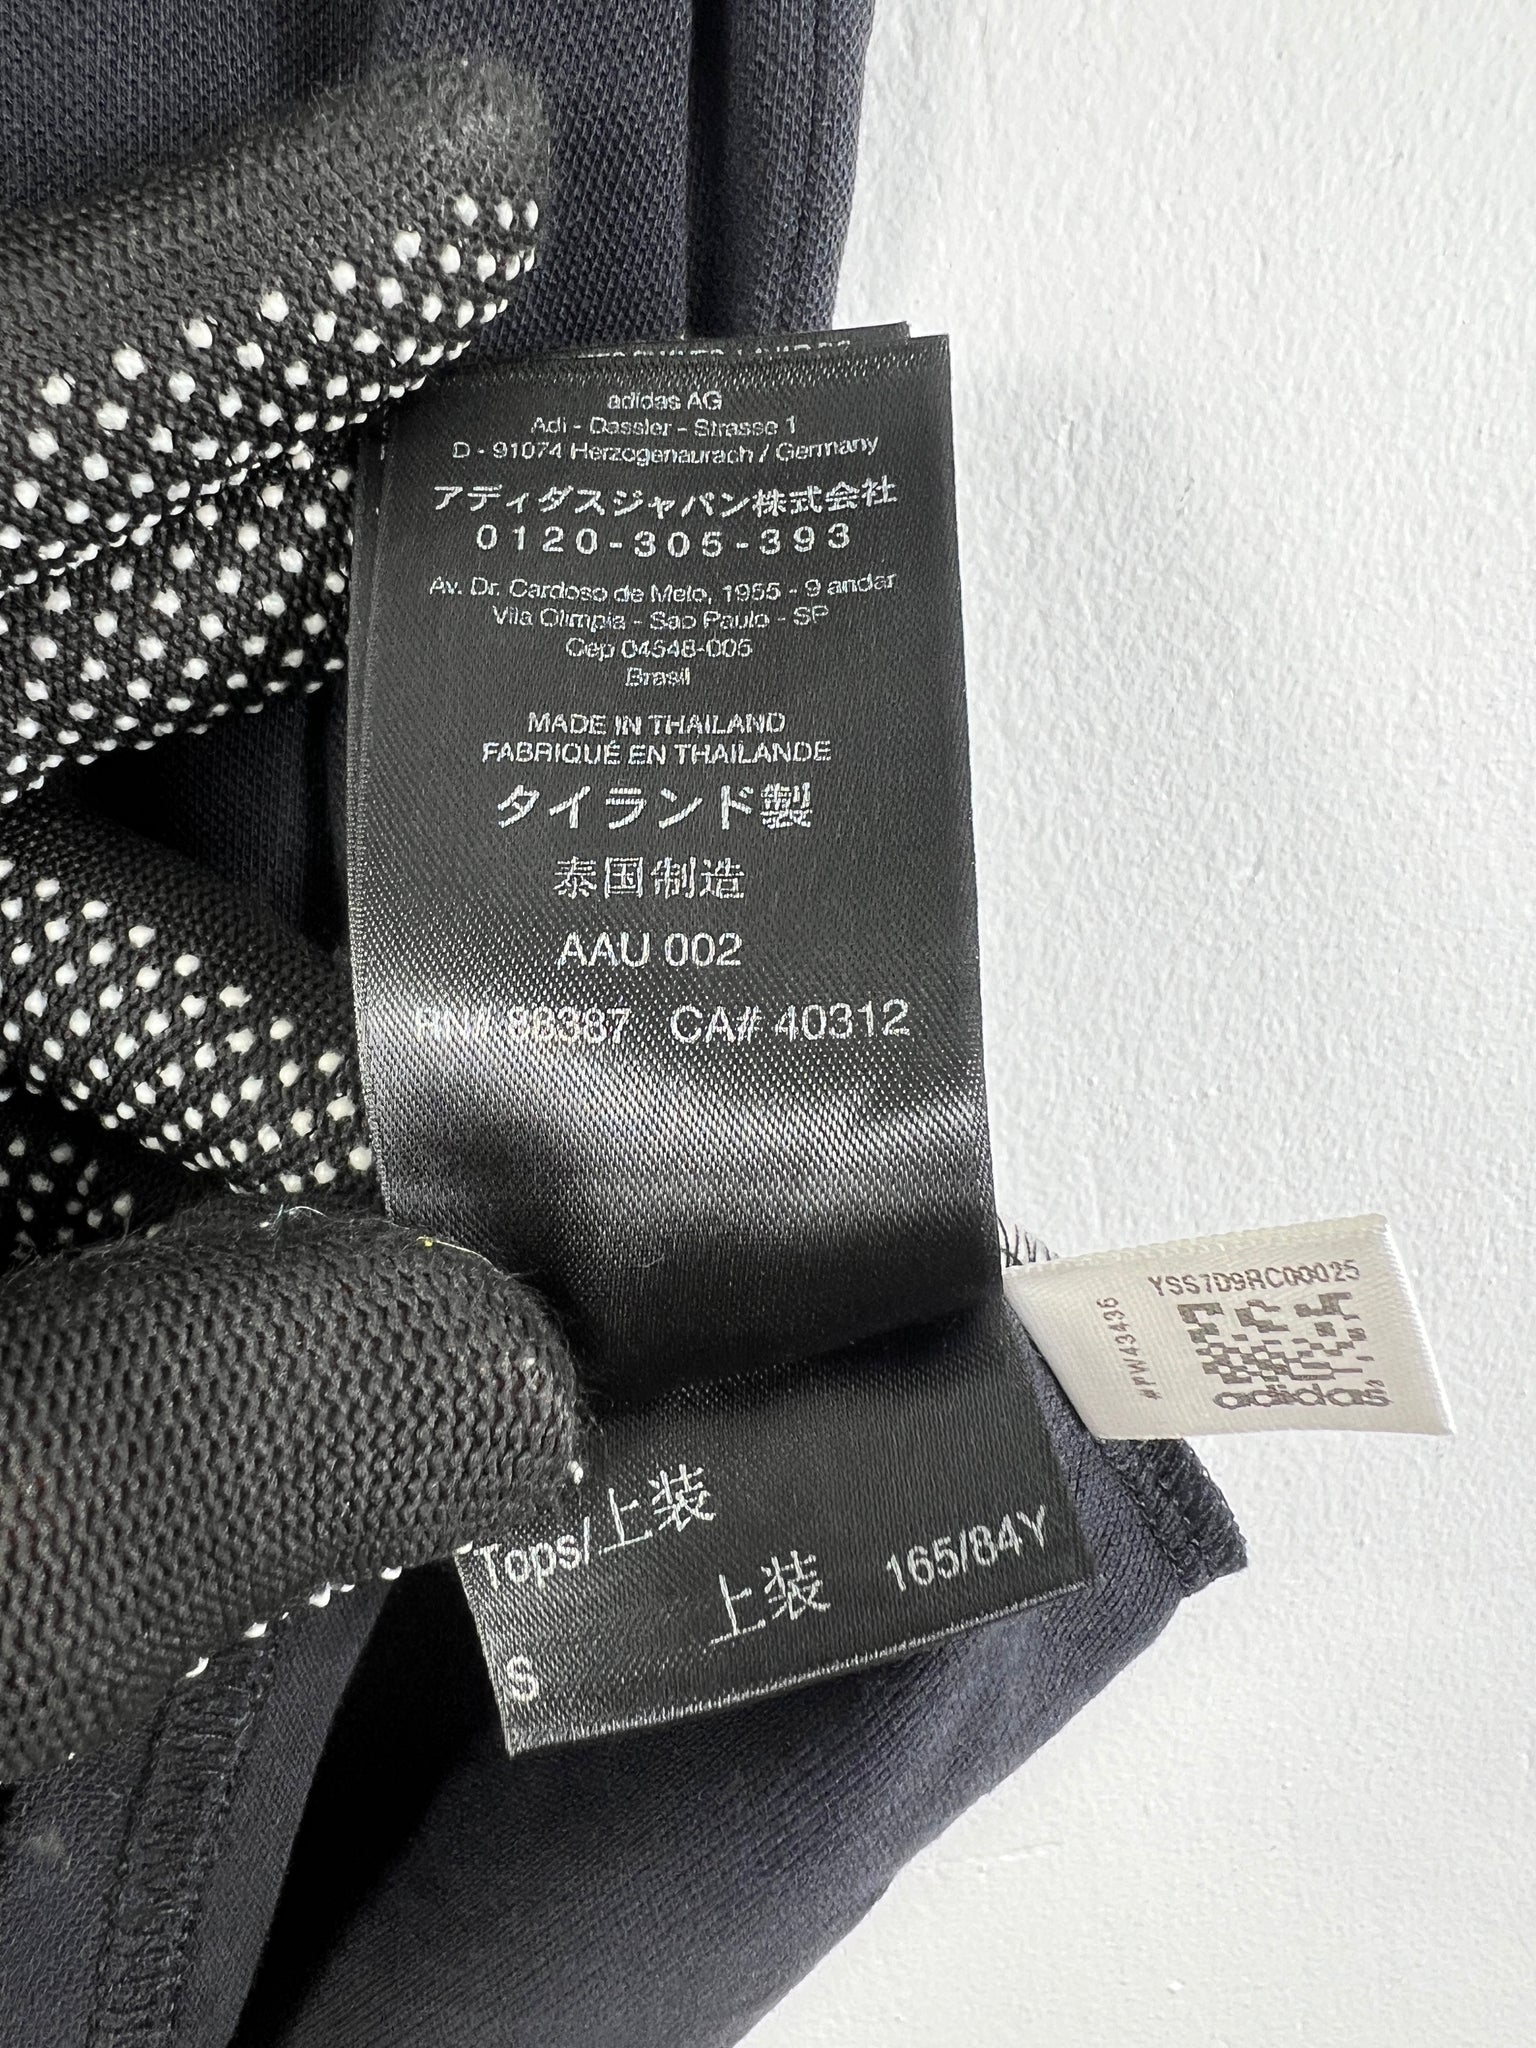 adidas AG
Adi - Dassler - Strasse 1
D - 91074 Herzogenaurach / Germany
アディダスジャパン株式会社
0120-305-393
Av. Dr. Cardoso de Melo, 1955 - 9 andar
Vila Olimpia - Sao Paulo - SP
Cep 04548-005
Brasil
MADE IN THAILAND
FABRIQUÉ EN THAILANDE
タイランド製
泰国制造
AAU 002
RN# 88387 CA# 40312
YSS7D9RC00025
#PW43436
adidas
Tops/上装
上装 165/84Y
S